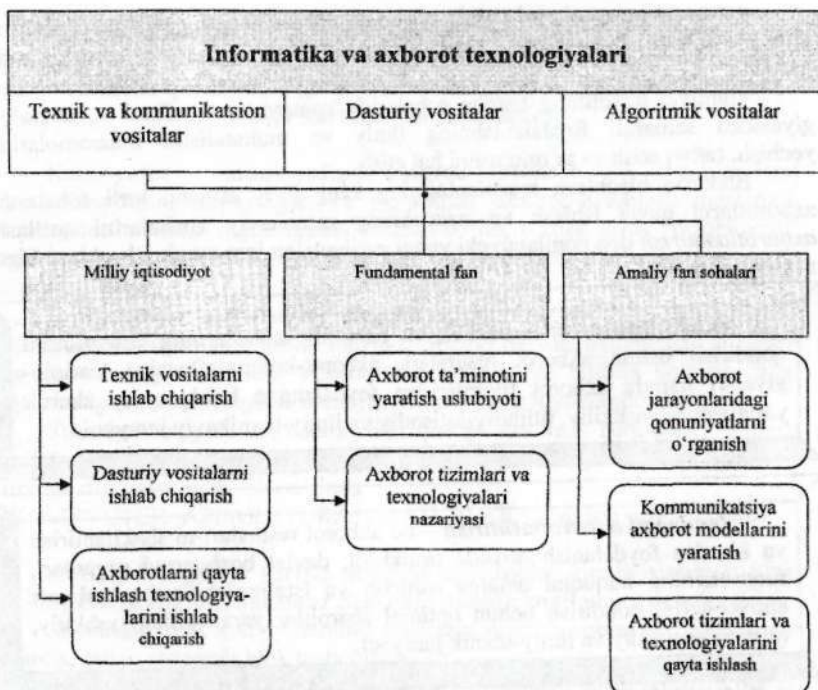 Informatika va axborot texnologiyalari
Texnik va kommunikatsion
vositalar
Dasturiy vositalar
Algoritmik vositalar
Milliy iqtisodiyot
Fundamental fan
Amaliy fan sohalari
Texnik vositalarni
ishlab chiqarish
Dasturiy vositalarni
ishlab chiqarish
Axborotlarni qayta
ishlash texnologiya-
larini ishlab
chiqarish
Axborot ta'minotini
yaratish uslubiyoti
Axborot tizimlari va
texnologiyalari
nazariyasi
Axborot
jarayonlaridagi
qonuniyatlarni
o‘rganish
Kommunikatsiya
axborot modellarini
yaratish
Axborot tizimlari va
texnologiyalarini
qayta ishlash